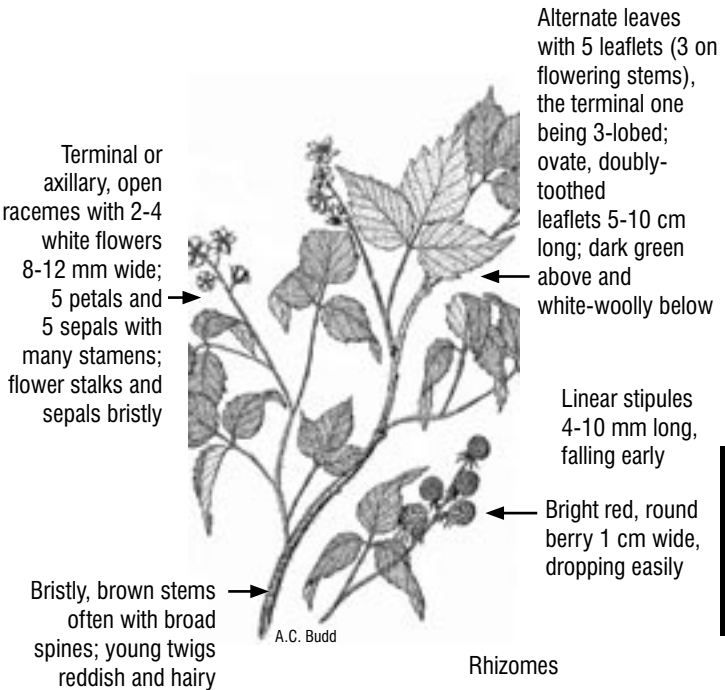 Alternate leaves
with 5 leaflets (3 on
flowering stems),
the terminal one
being 3-lobed;
ovate, doubly-
toothed
leaflets 5-10 cm
long; dark green
above and
white-woolly below
Terminal or
axillary, open
racemes with 2-4
white flowers
8-12 mm wide;
5 petals and
5 sepals with
many stamens;
flower stalks and
sepals bristly
Linear stipules
4-10 mm long,
falling early
Bright red, round
berry 1 cm wide,
dropping easily
Bristly, brown stems
often with broad
spines; young twigs
reddish and hairy
A.C. Budd
Rhizomes